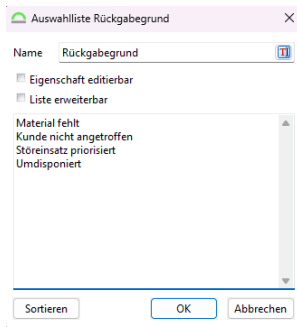 Auswahlliste Rückgabegrund
Name Rückgabegrund
Eigenschaft editierbar
Liste erweiterbar
Material fehlt
Kunde nicht angetroffen
Störeinsatz priorisiert
Umdisponiert
Sortieren OK Abbrechen